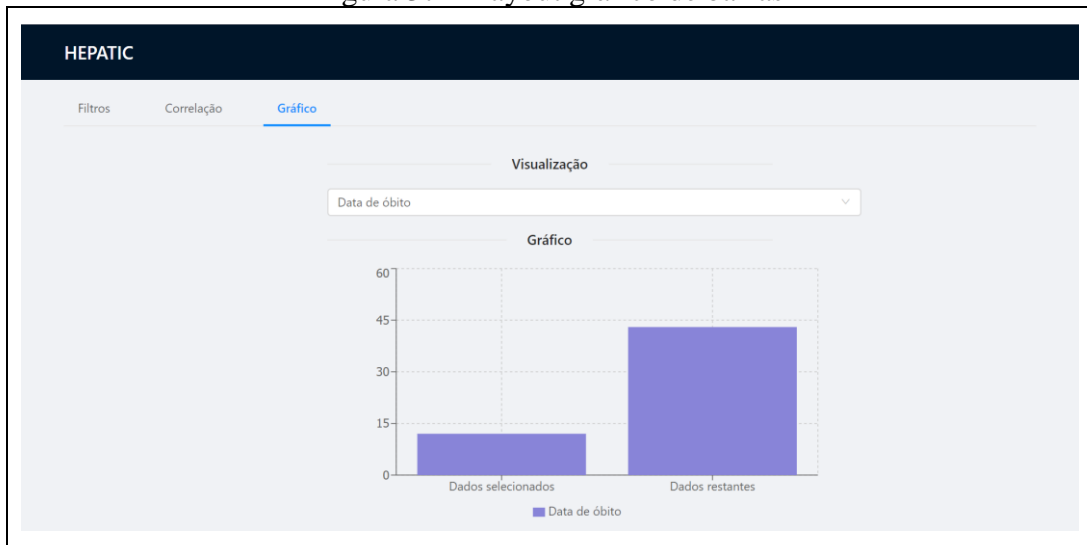 HEPATIC
Filtros Correlação Gráfico
Visualização
Data de óbito
Gráfico
60
45
30
15
0
Dados selecionados Dados restantes
Data de óbito